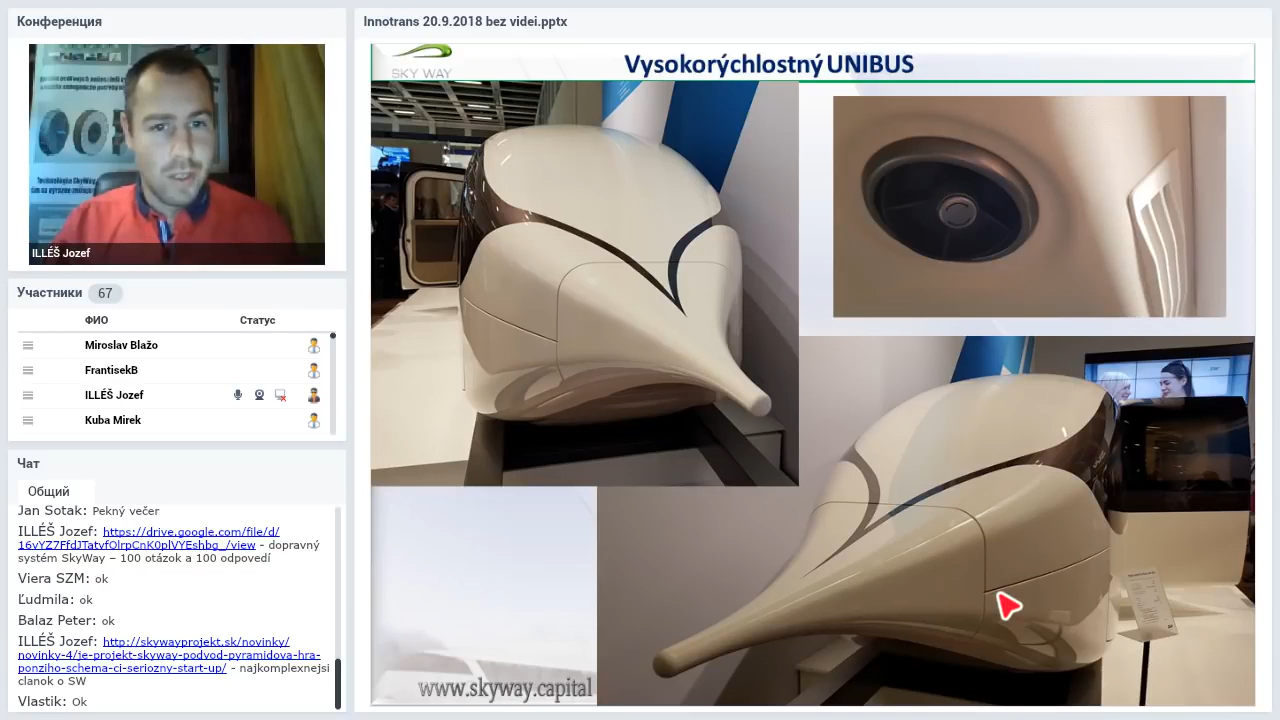 Конференция
ILLÉŠ Jozef
Участники 67
ФИО Статус
Miroslav Blažo
FrantisekB
ILLÉŠ Jozef
Kuba Mirek
Чат
Общий
Jan Sotak: Pekný večer
ILLÉŠ Jozef: https://drive.google.com/file/d/
16vYZ7FfdJTatvfOlrpCnK0plVYEshbg_/view - dopravný
systém SkyWay – 100 otázok a 100 odpovedí
Viera SZM: ok
Ľudmila: ok
Balaz Peter: ok
ILLÉŠ Jozef: http://skywayprojekt.sk/novinky/
novinky-4/je-projekt-skyway-podvod-pyramidova-hra-
ponziho-schema-ci-seriozny-start-up/ - najkomplexnejsi
clanok o SW
Vlastik: Ok
Innotrans 20.9.2018 bez videi.pptx
SKY WAY
Vysokorýchlostný UNIBUS
www.skyway.capital